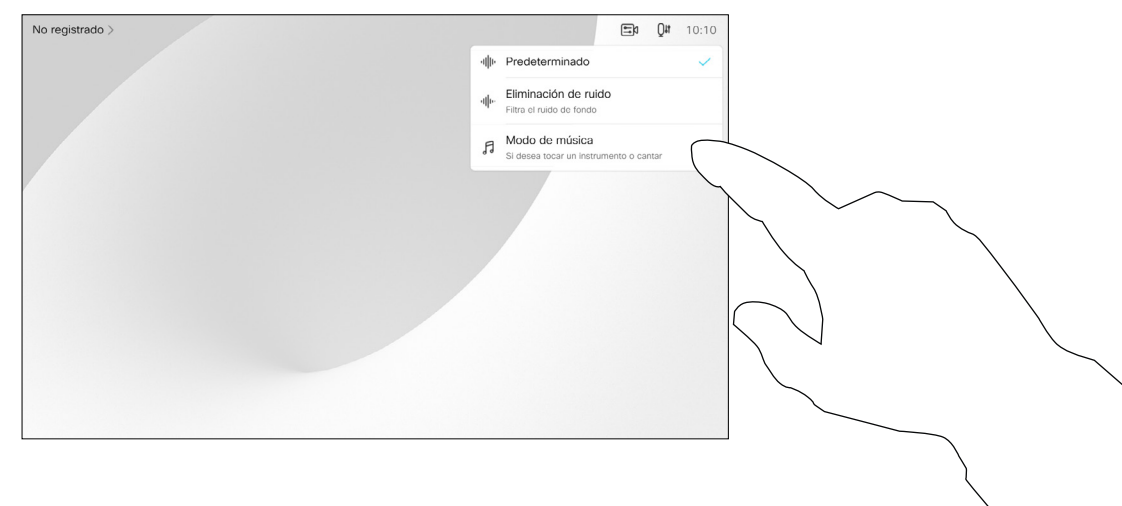 No registrado >
10:10
Predeterminado
Eliminación de ruido
Filtra el ruido de fondo
Modo de música
Si desea tocar un instrumento o cantar